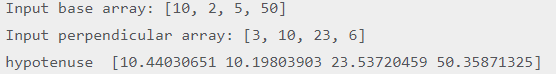 Input base array: [10, 2, 5, 50]
Input perpendicular array: [3, 10, 23, 6]
hypotenuse  [10.44030651 10.19803903 23.53720459 50.35871325]